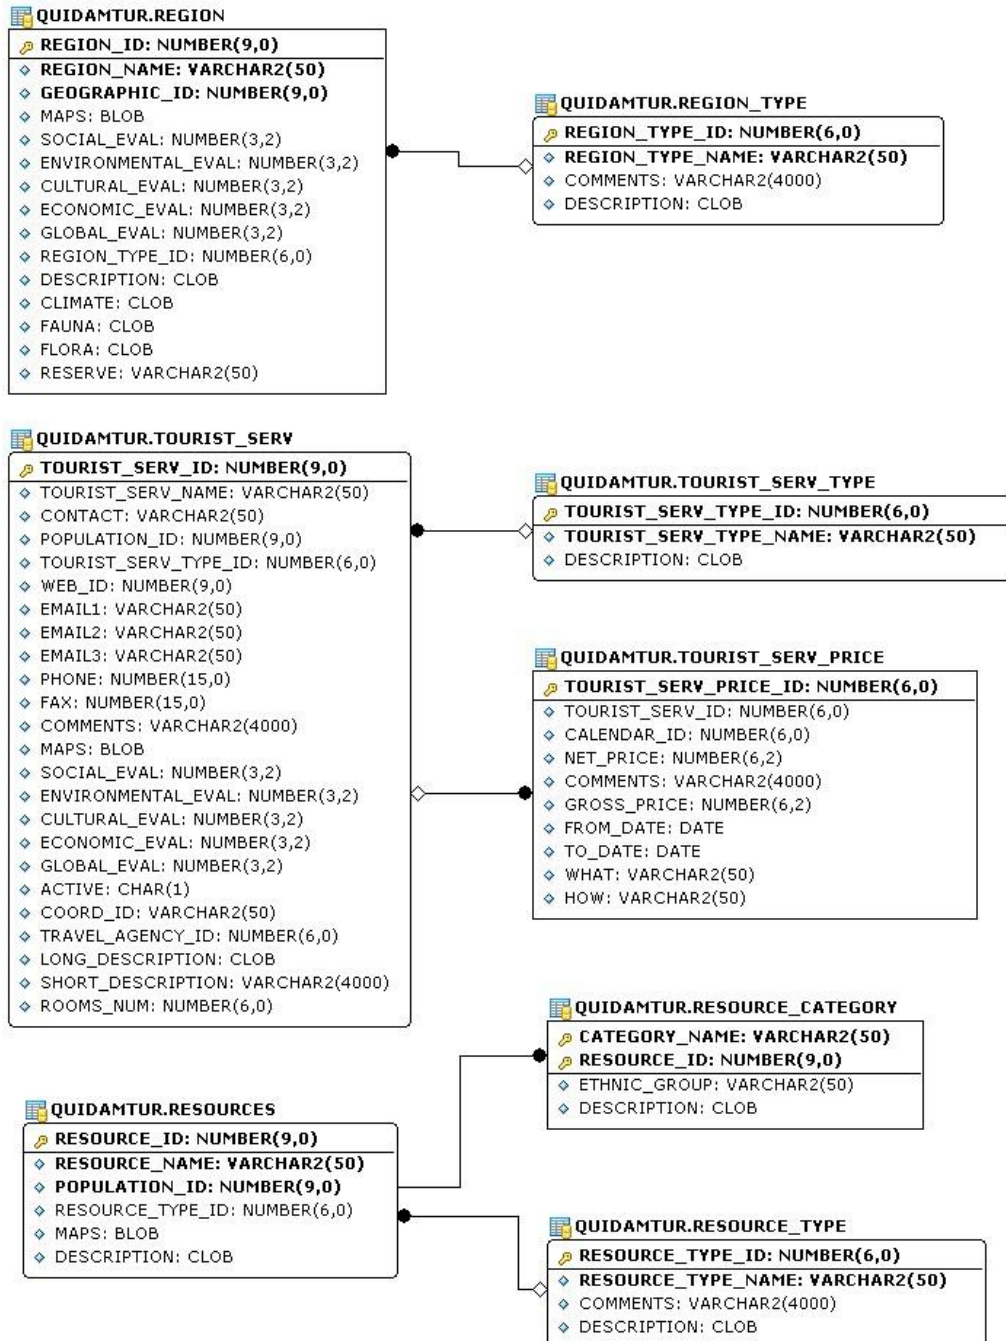 QUIDAMTUR.REGION
REGION_ID: NUMBER(9,0)
REGION_NAME: VARCHAR2(50)
GEOGRAPHIC_ID: NUMBER(9,0)
MAPS: BLOB
SOCIAL_EVAL: NUMBER(3,2)
ENVIRONMENTAL_EVAL: NUMBER(3,2)
CULTURAL_EVAL: NUMBER(3,2)
ECONOMIC_EVAL: NUMBER(3,2)
GLOBAL_EVAL: NUMBER(3,2)
REGION_TYPE_ID: NUMBER(6,0)
DESCRIPTION: CLOB
CLIMATE: CLOB
FAUNA: CLOB
FLORA: CLOB
RESERVE: VARCHAR2(50)
QUIDAMTUR.REGION_TYPE
REGION_TYPE_ID: NUMBER(6,0)
REGION_TYPE_NAME: VARCHAR2(50)
COMMENTS: VARCHAR2(4000)
DESCRIPTION: CLOB
QUIDAMTUR.TOURIST_SERV
TOURIST_SERV_ID: NUMBER(9,0)
TOURIST_SERV_NAME: VARCHAR2(50)
CONTACT: VARCHAR2(50)
POPULATION_ID: NUMBER(9,0)
TOURIST_SERV_TYPE_ID: NUMBER(6,0)
WEB_ID: NUMBER(9,0)
EMAIL1: VARCHAR2(50)
EMAIL2: VARCHAR2(50)
EMAIL3: VARCHAR2(50)
PHONE: NUMBER(15,0)
FAX: NUMBER(15,0)
COMMENTS: VARCHAR2(4000)
MAPS: BLOB
SOCIAL_EVAL: NUMBER(3,2)
ENVIRONMENTAL_EVAL: NUMBER(3,2)
CULTURAL_EVAL: NUMBER(3,2)
ECONOMIC_EVAL: NUMBER(3,2)
GLOBAL_EVAL: NUMBER(3,2)
ACTIVE: CHAR(1)
COORD_ID: VARCHAR2(50)
TRAVEL_AGENCY_ID: NUMBER(6,0)
LONG_DESCRIPTION: CLOB
SHORT_DESCRIPTION: VARCHAR2(4000)
ROOMS_NUM: NUMBER(6,0)
QUIDAMTUR.TOURIST_SERV_TYPE
TOURIST_SERV_TYPE_ID: NUMBER(6,0)
TOURIST_SERV_TYPE_NAME: VARCHAR2(50)
DESCRIPTION: CLOB
QUIDAMTUR.TOURIST_SERV_PRICE
TOURIST_SERV_PRICE_ID: NUMBER(6,0)
TOURIST_SERV_ID: NUMBER(6,0)
CALENDAR_ID: NUMBER(6,0)
NET_PRICE: NUMBER(6,2)
COMMENTS: VARCHAR2(4000)
GROSS_PRICE: NUMBER(6,2)
FROM_DATE: DATE
TO_DATE: DATE
WHAT: VARCHAR2(50)
HOW: VARCHAR2(50)
QUIDAMTUR.RESOURCE_CATEGORY
CATEGORY_NAME: VARCHAR2(50)
RESOURCE_ID: NUMBER(9,0)
ETHNIC_GROUP: VARCHAR2(50)
DESCRIPTION: CLOB
QUIDAMTUR.RESOURCES
RESOURCE_ID: NUMBER(9,0)
RESOURCE_NAME: VARCHAR2(50)
POPULATION_ID: NUMBER(9,0)
RESOURCE_TYPE_ID: NUMBER(6,0)
MAPS: BLOB
DESCRIPTION: CLOB
QUIDAMTUR.RESOURCE_TYPE
RESOURCE_TYPE_ID: NUMBER(6,0)
RESOURCE_TYPE_NAME: VARCHAR2(50)
COMMENTS: VARCHAR2(4000)
DESCRIPTION: CLOB